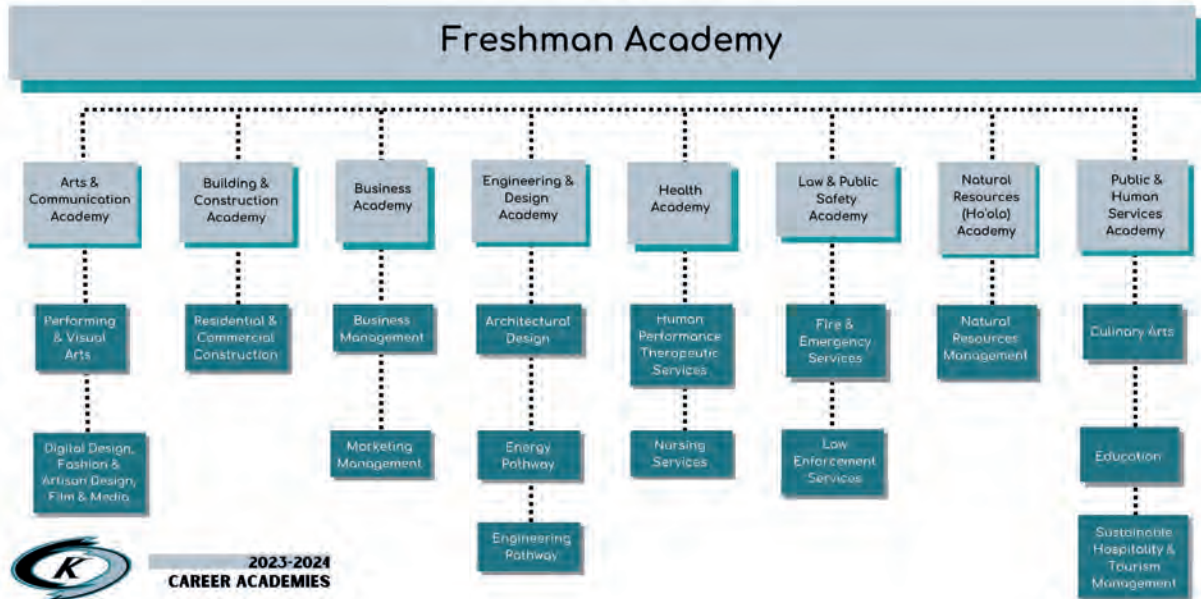 Freshman Academy
Arts &
Communication
Academy
Building &
Construction
Academy
Business
Academy
Engineering &
Design
Academy
Health
Academy
Law & Public
Safety
Academy
Natural
Resources
(Ho'ola)
Academy
Public &
Human
Services
Academy
Performing
& Visual
Arts
Residential &
Commercial
Construction
Business
Management
Architectural
Design
Human
Performance
Therapeutic
Services
Fire &
Emergency
Services
Natural
Resources
Management
Culinary Arts
Digital Design,
Fashion &
Artisan Design,
Film & Media
Marketing
Management
Energy
Pathway
Nursing
Services
Law
Enforcement
Services
Education
Engineering
Pathway
Sustainable
Hospitality &
Tourism
Management
K
2023-2024
CAREER ACADEMIES